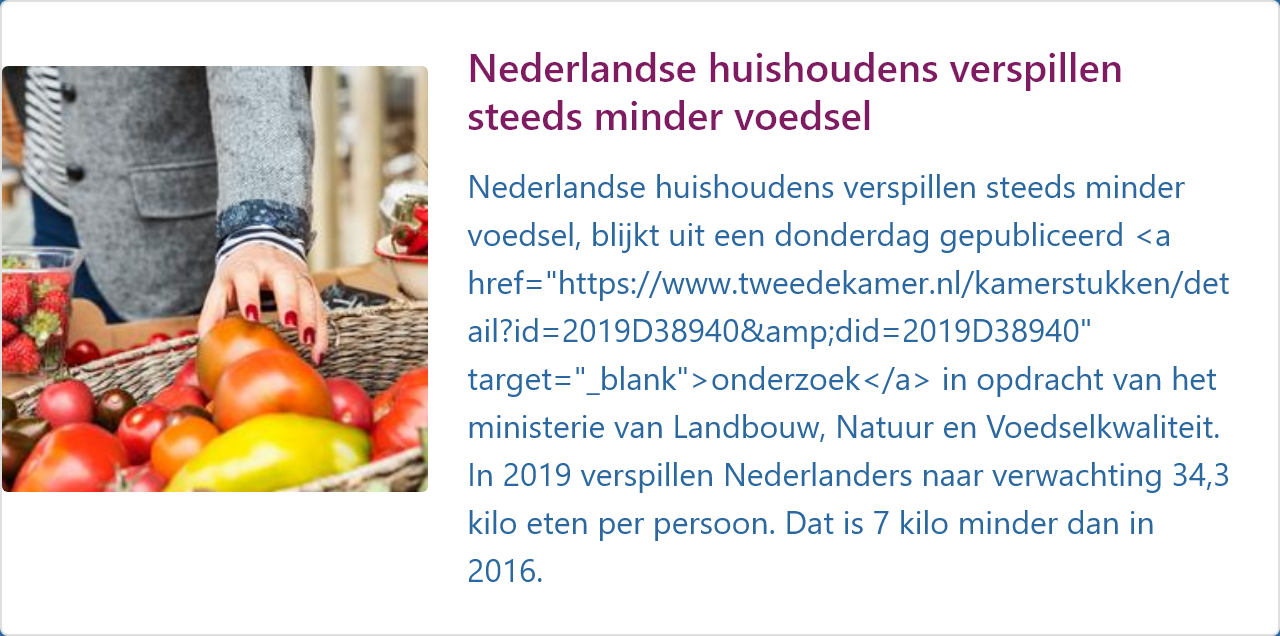 Nederlandse huishoudens verspillen
steeds minder voedsel
Nederlandse huishoudens verspillen steeds minder
voedsel, blijkt uit een donderdag gepubliceerd <a
href="https://www.tweedekamer.nl/kamerstukken/det
ail?id=2019D38940&amp;did=2019D38940"
target="_blank">onderzoek</a> in opdracht van het
ministerie van Landbouw, Natuur en Voedselkwaliteit.
In 2019 verspillen Nederlanders naar verwachting 34,3
kilo eten per persoon. Dat is 7 kilo minder dan in
2016.